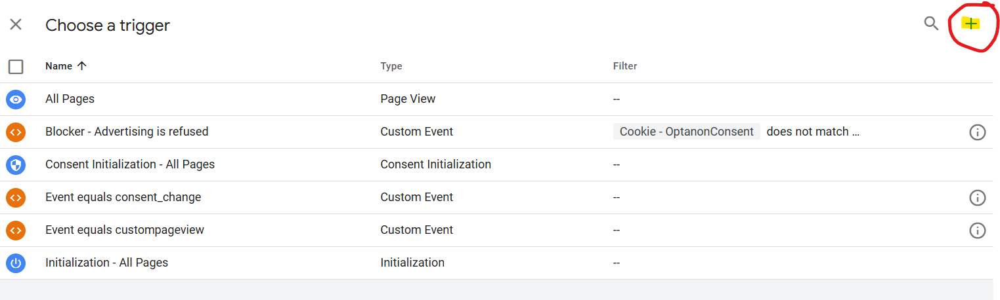 Choose a trigger
Name Type Filter
All Pages Page View --
Blocker - Advertising is refused Custom Event Cookie - OptanonConsent does not match ...
Consent Initialization - All Pages Consent Initialization --
Event equals consent_change Custom Event --
Event equals custompageview Custom Event --
Initialization - All Pages Initialization --